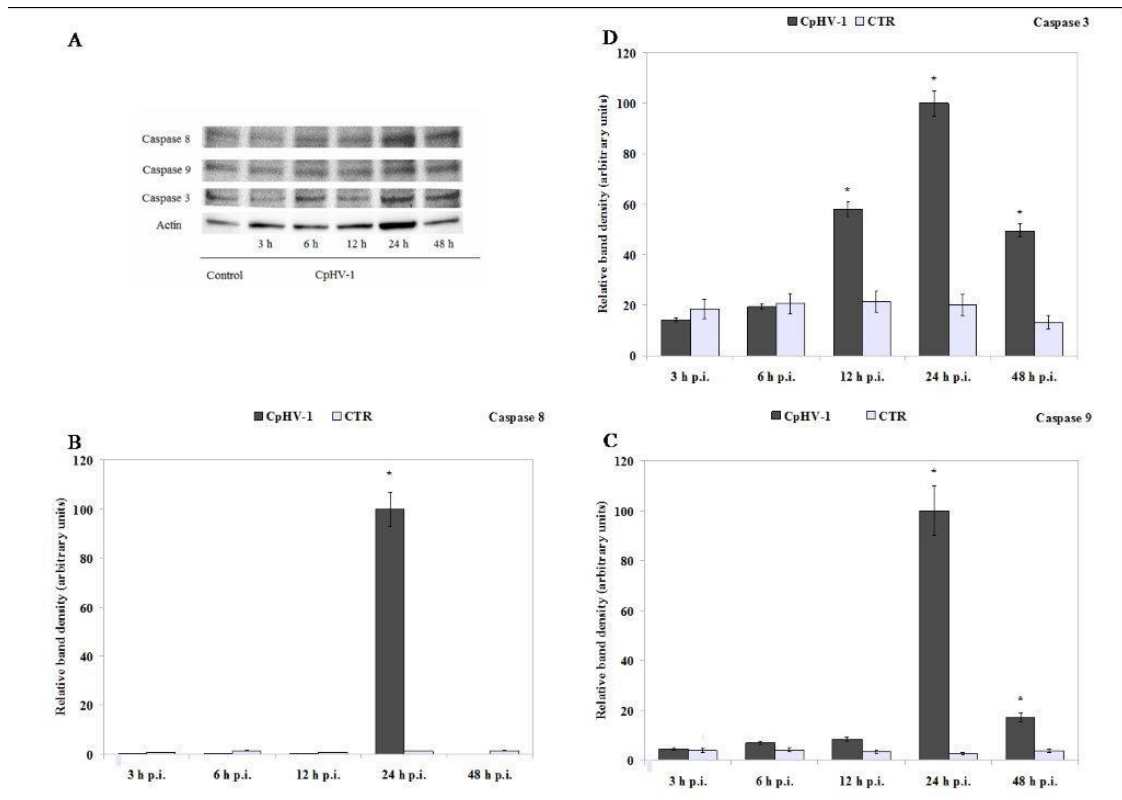 A
Caspase 8
Caspase 9
Caspase 3
Actin
3 h 6 h 12 h 24 h 48 h
Control CpHV-1
CpHV-1 CTR Caspase 3
D
Relative band density (arbitrary units)
120
*
100
80
*
60
*
40
20
0
3 h p.i. 6 h p.i. 12 h p.i. 24 h p.i. 48 h p.i.
CpHV-1 CTR Caspase 8
B
Relative band density (arbitrary units)
120
*
100
80
60
40
20
0
3 h p.i. 6 h p.i. 12 h p.i. 24 h p.i. 48 h p.i.
CpHV-1 CTR Caspase 9
C
Relative band density (arbitrary units)
120
*
100
80
60
40
*
20
0
3 h p.i. 6 h p.i. 12 h p.i. 24 h p.i. 48 h p.i.